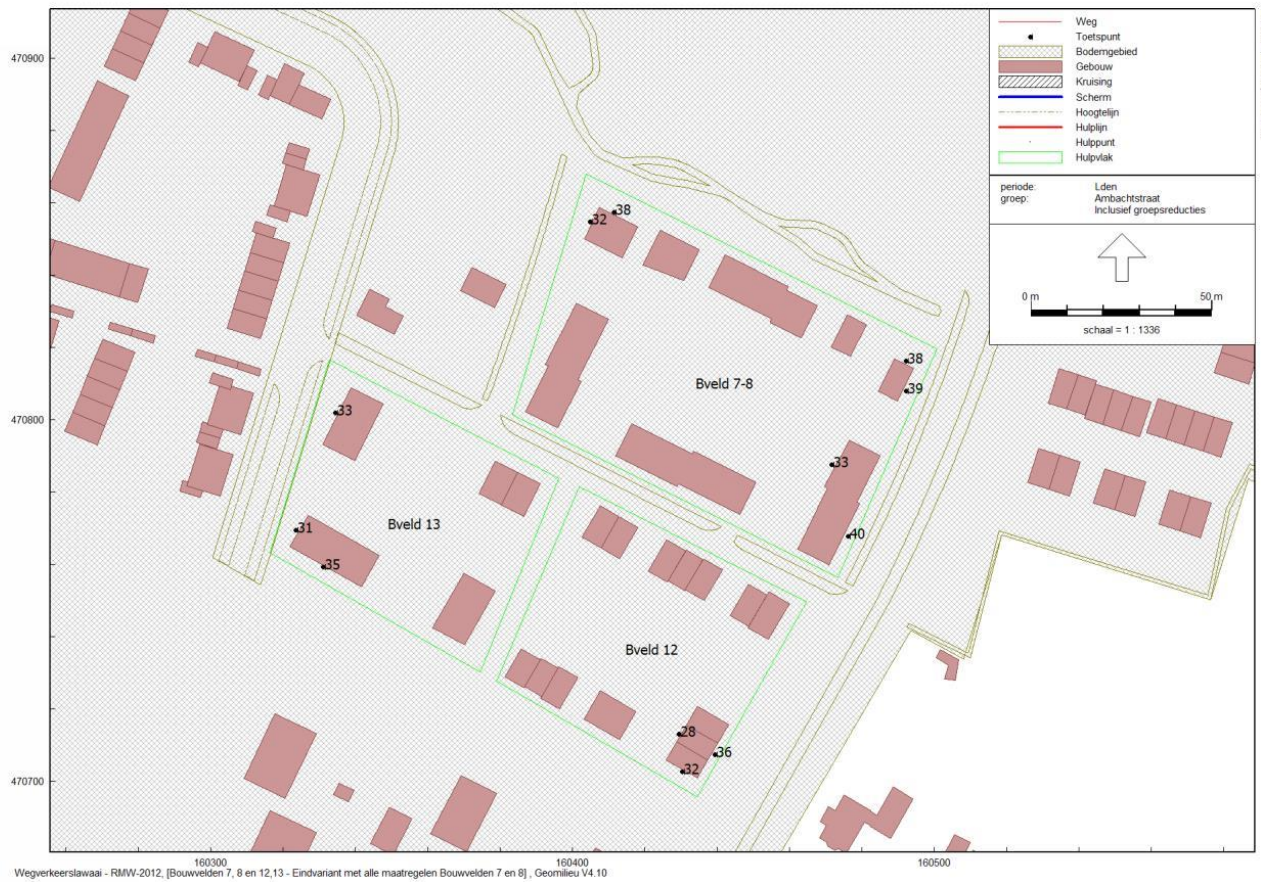 Weg
Toetspunt
Bodemgebied
Gebouw
Kruising
Scherm
Hoogtelijn
Hulplijn
Hulppunt
Hulpvlak
periode: Lden
groep: Ambachtstraat
Inclusief groepsreducties
0 m 50 m
schaal = 1 : 1336
470900
38
32
38
Bveld 7-8
39
470800
33
33
31
Bveld 13
40
35
Bveld 12
28
36
32
470700
160300 160400 160500
Wegverkeerslawaai - RMW-2012, [Bouwvelden 7, 8 en 12,13 - Eindvariant met alle maatregelen Bouwvelden 7 en 8] , Geomilieu V4.10